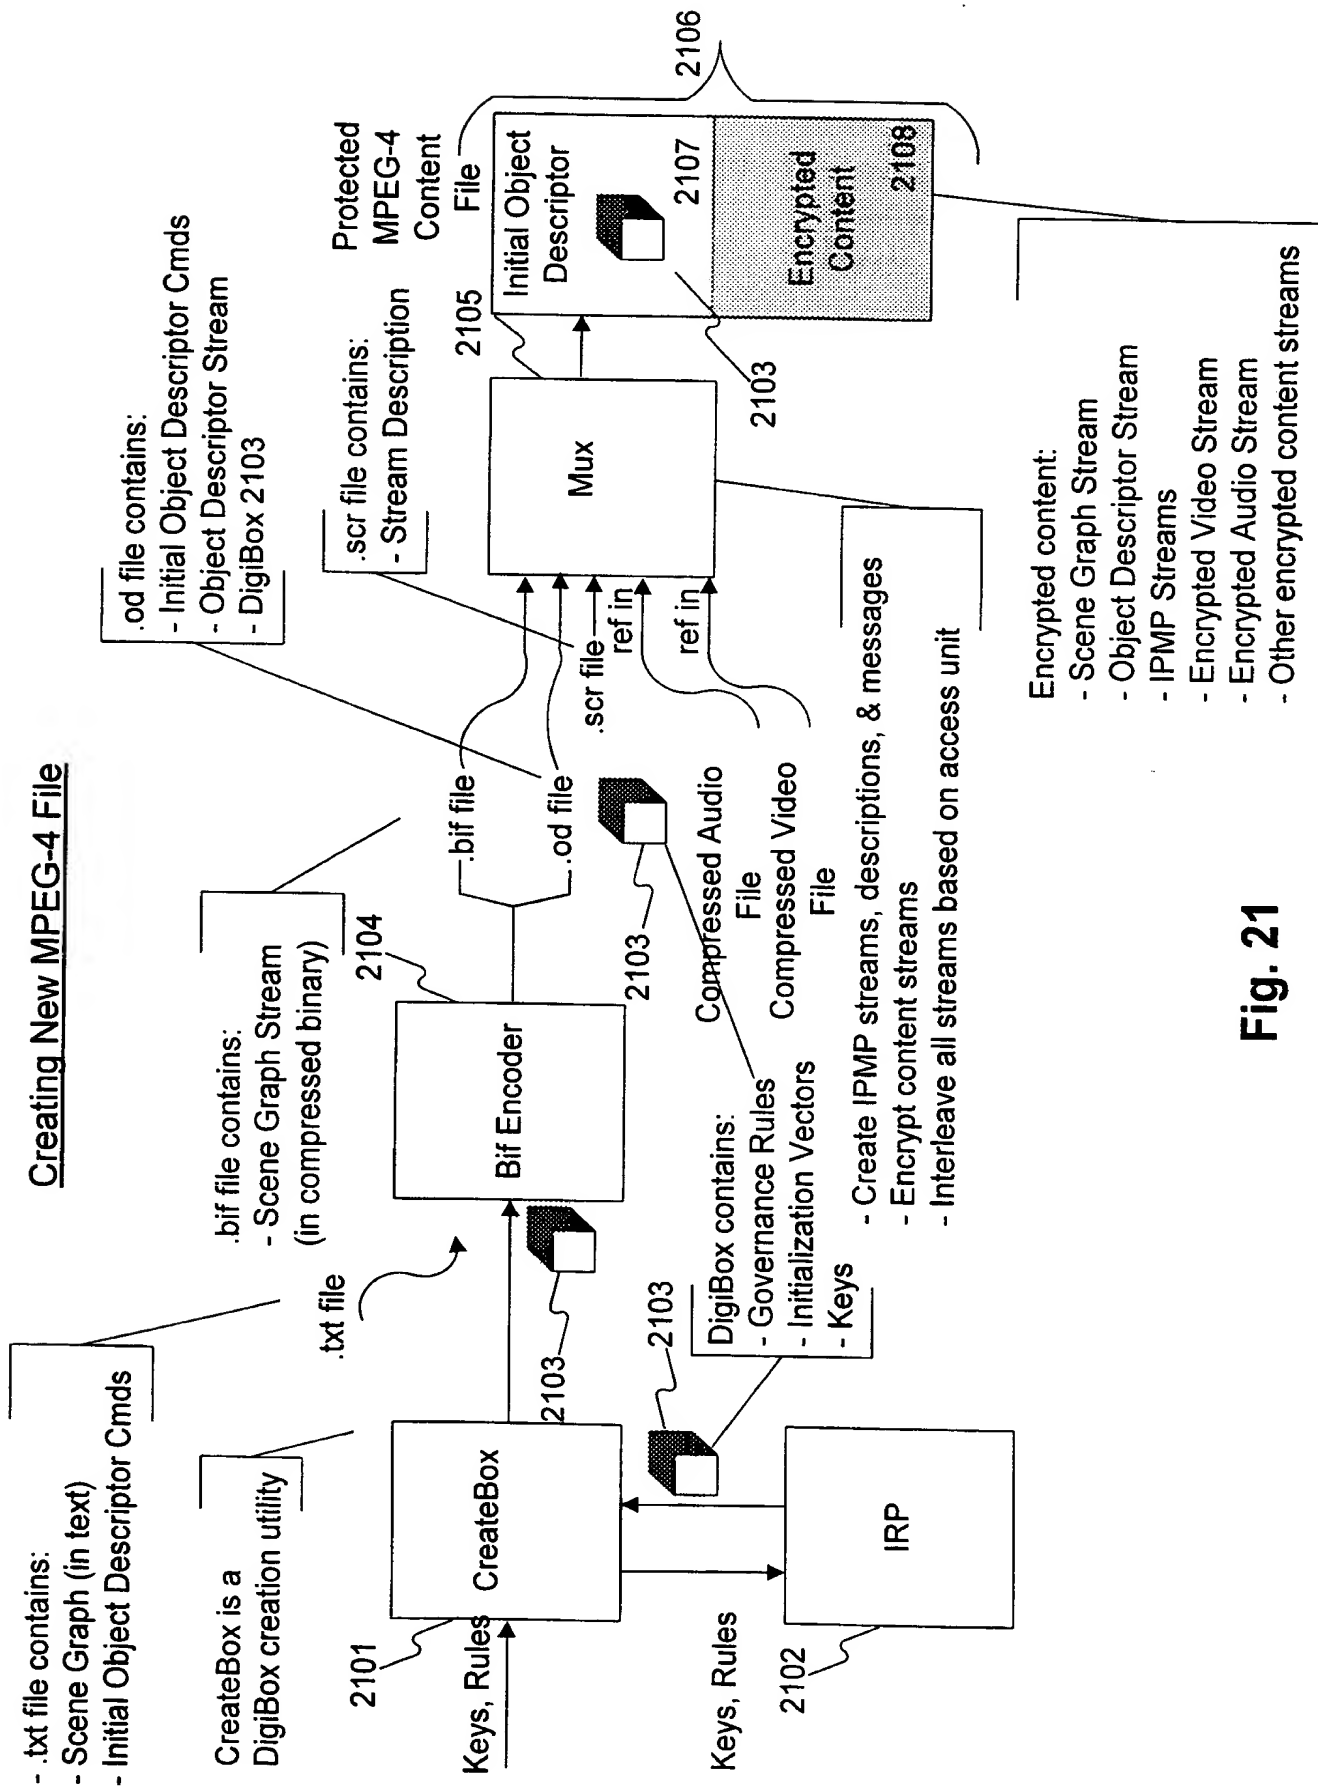 Creating New MPEG-4 File
- .txt file contains:
- Scene Graph (in text)
- Initial Object Descriptor Cmds
CreateBox is a
DigiBox creation utility
.bif file contains:
- Scene Graph Stream
(in compressed binary)
.od file contains:
- Initial Object Descriptor Cmds
- Object Descriptor Stream
- DigiBox 2103
.scr file contains:
- Stream Description
Protected
MPEG-4
Content
File
2101
Keys, Rules
CreateBox
.txt file
2103
2104
Bif Encoder
.bif file
.od file
2103
.scr file
ref in
ref in
Compressed Audio
File
Compressed Video
File
2105
Mux
Initial Object
Descriptor
2107
2103
Encrypted
Content
2108
2106
Keys, Rules
2103
2102
IRP
DigiBox contains:
- Governance Rules
- Initialization Vectors
- Keys
- Create IPMP streams, descriptions, & messages
- Encrypt content streams
- Interleave all streams based on access unit
Encrypted content:
- Scene Graph Stream
- Object Descriptor Stream
- IPMP Streams
- Encrypted Video Stream
- Encrypted Audio Stream
- Other encrypted content streams
Fig. 21